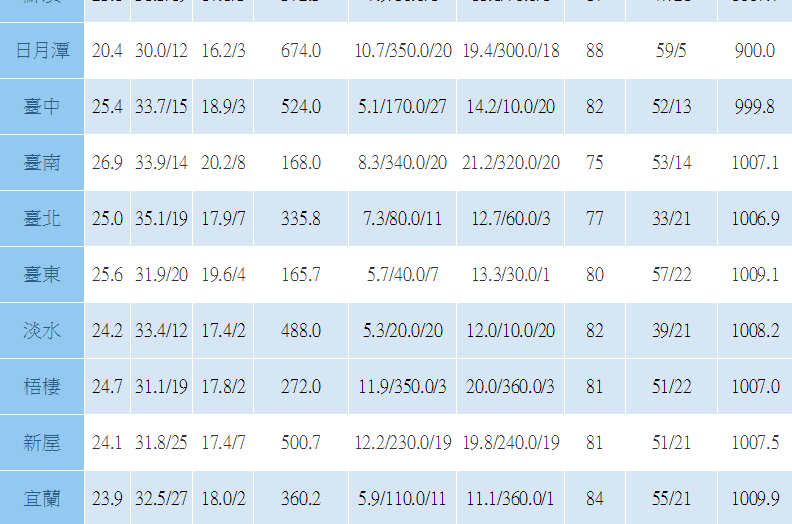 日月潭 20.4 30.0/12 16.2/3 674.0 10.7/350.0/20 19.4/300.0/18 88 59/5 900.0
臺中 25.4 33.7/15 18.9/3 524.0 5.1/170.0/27 14.2/10.0/20 82 52/13 999.8
臺南 26.9 33.9/14 20.2/8 168.0 8.3/340.0/20 21.2/320.0/20 75 53/14 1007.1
臺北 25.0 35.1/19 17.9/7 335.8 7.3/80.0/11 12.7/60.0/3 77 33/21 1006.9
臺東 25.6 31.9/20 19.6/4 165.7 5.7/40.0/7 13.3/30.0/1 80 57/22 1009.1
淡水 24.2 33.4/12 17.4/2 488.0 5.3/20.0/20 12.0/10.0/20 82 39/21 1008.2
梧棲 24.7 31.1/19 17.8/2 272.0 11.9/350.0/3 20.0/360.0/3 81 51/22 1007.0
新屋 24.1 31.8/25 17.4/7 500.7 12.2/230.0/19 19.8/240.0/19 81 51/21 1007.5
宜蘭 23.9 32.5/27 18.0/2 360.2 5.9/110.0/11 11.1/360.0/1 84 55/21 1009.9